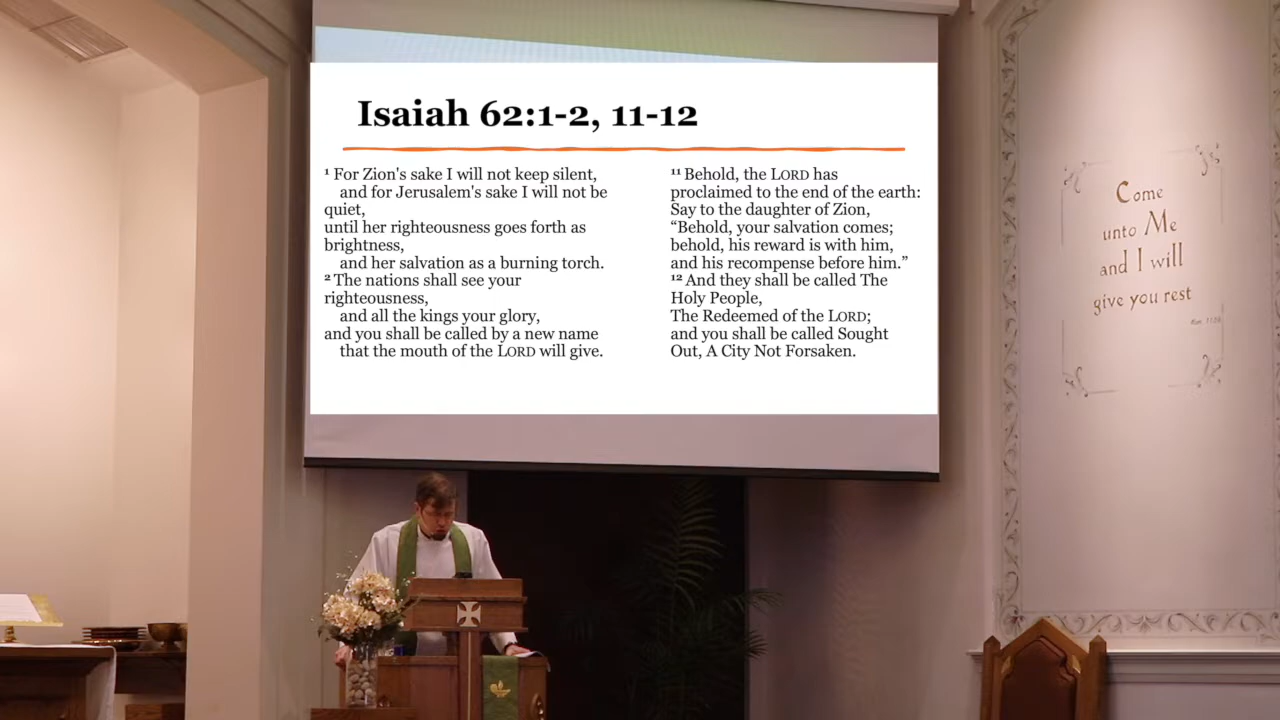 Isaiah 62:1-2, 11-12
1 For Zion's sake I will not keep silent,
and for Jerusalem's sake I will not be
quiet,
until her righteousness goes forth as
brightness,
and her salvation as a burning torch.
2 The nations shall see your
righteousness,
and all the kings your glory,
and you shall be called by a new name
that the mouth of the LORD will give.
11 Behold, the LORD has
proclaimed to the end of the earth:
Say to the daughter of Zion,
“Behold, your salvation comes;
behold, his reward is with him,
and his recompense before him.”
12 And they shall be called The
Holy People,
The Redeemed of the LORD;
and you shall be called Sought
Out, A City Not Forsaken.
Come
unto Me
and I will
give you rest